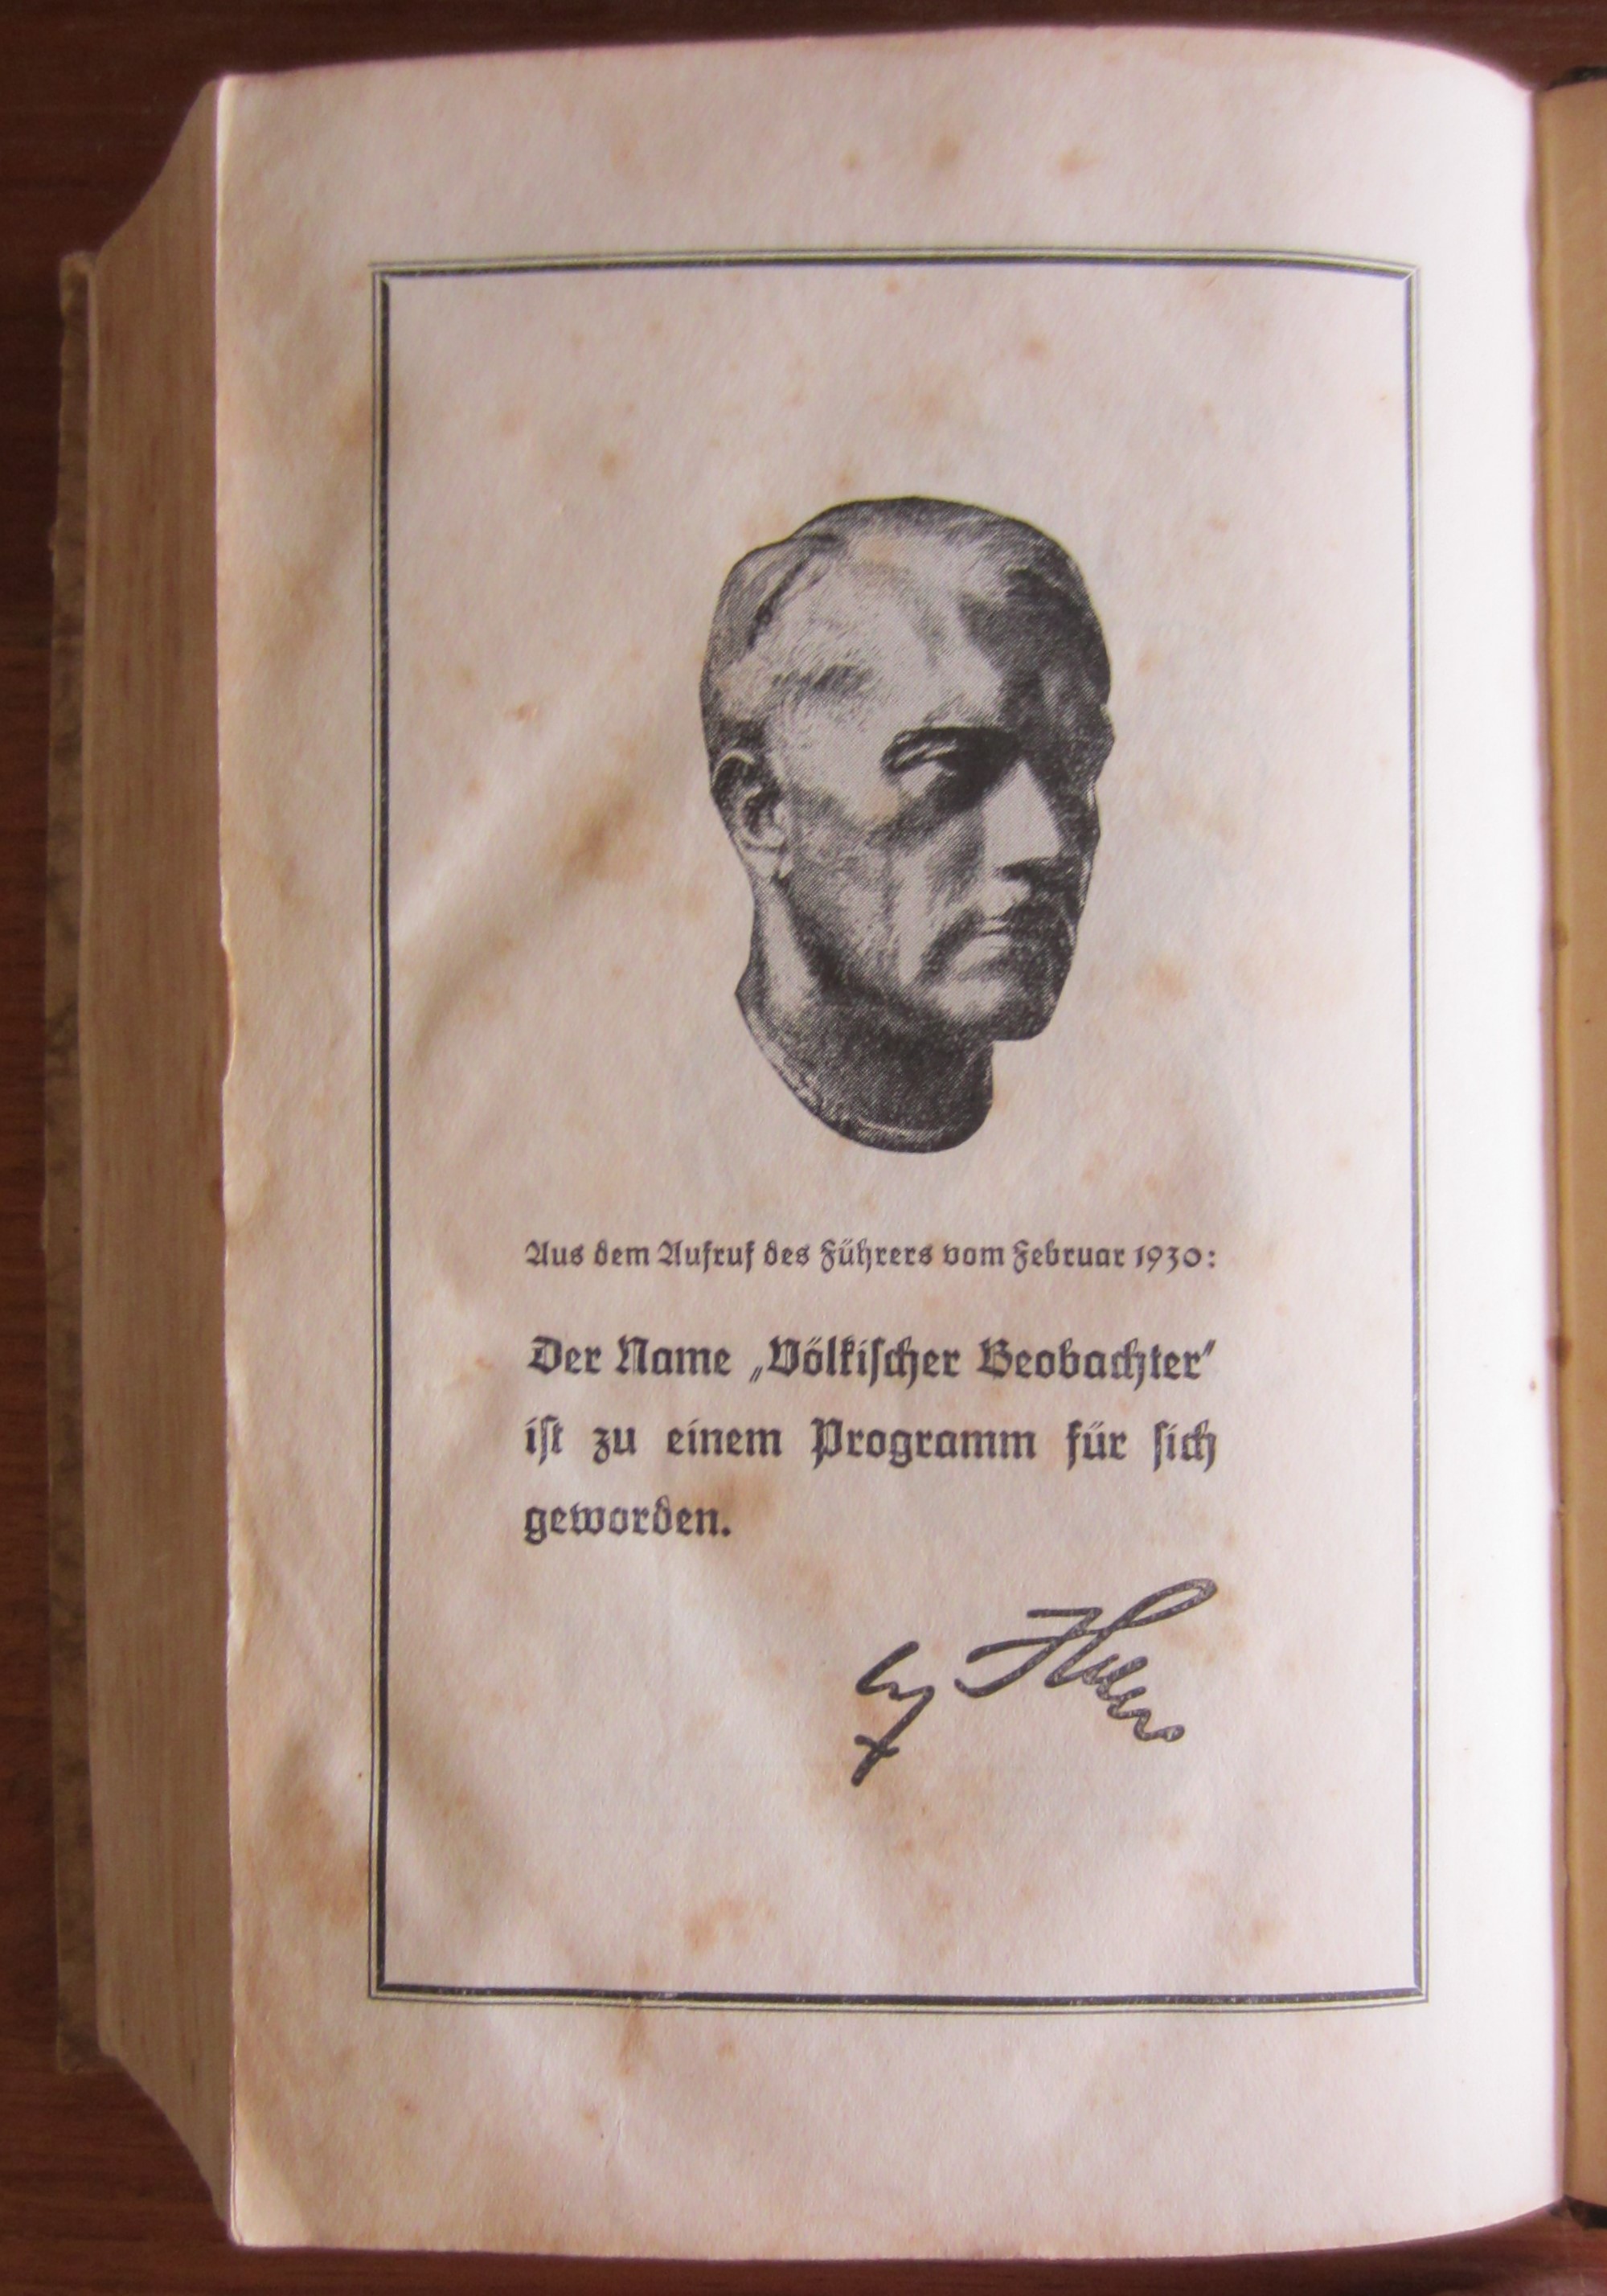 Aus dem Aufruf des Führers vom Februar 1930:
Der Name „Völkischer Beobachter“
ist zu einem Programm für sich
geworden.